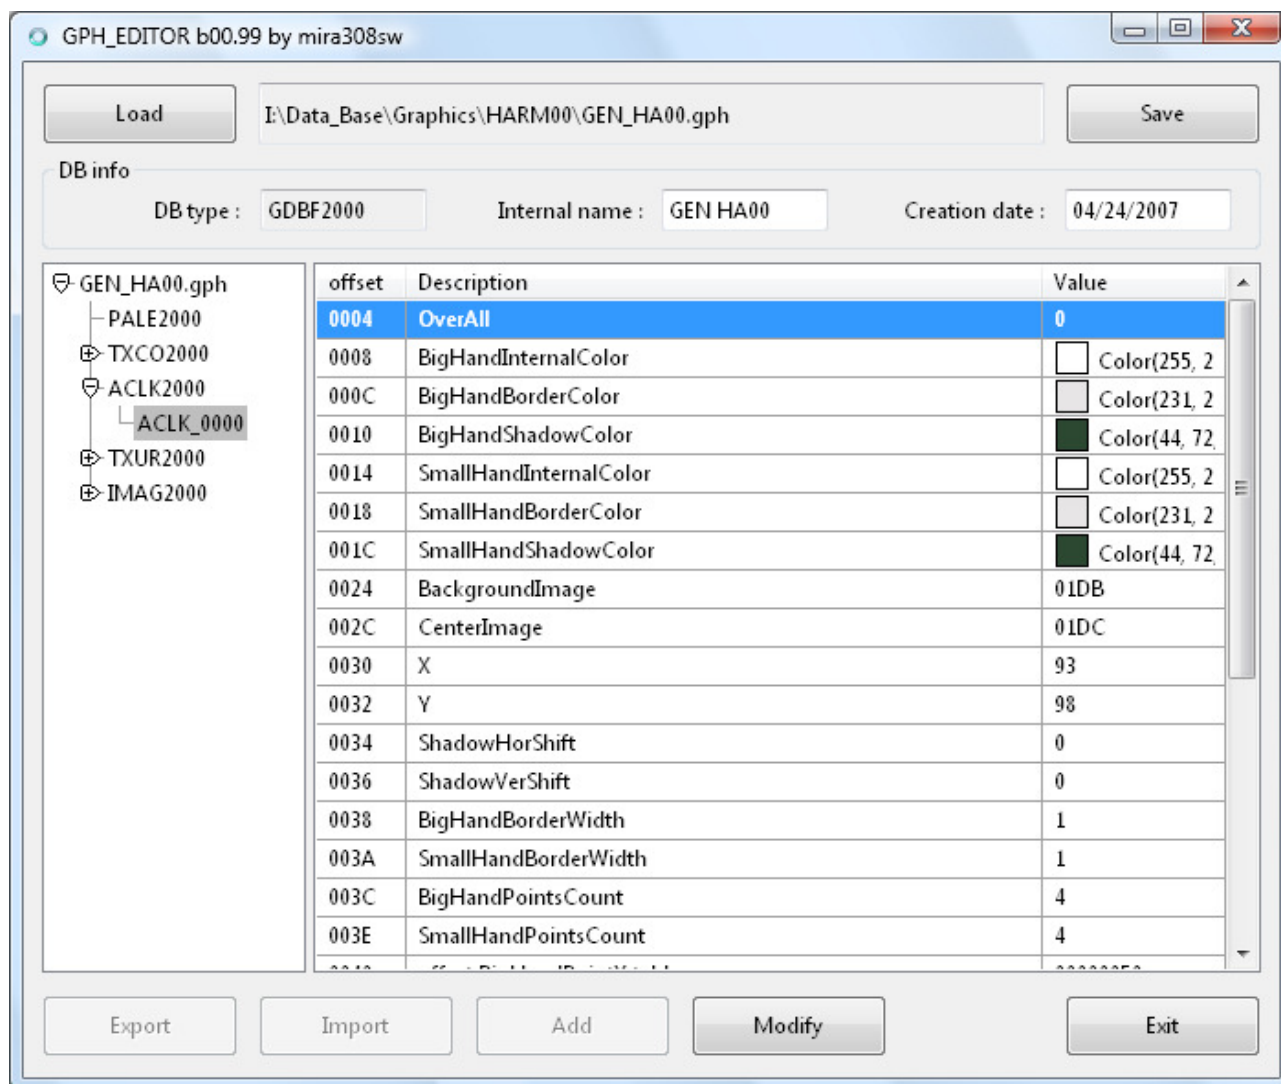 GPH_EDITOR b00.99 by mira308sw
Load I:\Data_Base\Graphics\HARM00\GEN_HA00.gph Save
DB info
DB type : GDBF2000 Internal name : GEN HA00 Creation date : 04/24/2007
GEN_HA00.gph
PALE2000
TXCO2000
ACLK2000
ACLK_0000
TXUR2000
IMAG2000
offset Description Value
0004 OverAll 0
0008 BigHandInternalColor Color(255, 2
000C BigHandBorderColor Color(231, 2
0010 BigHandShadowColor Color(44, 72,
0014 SmallHandInternalColor Color(255, 2
0018 SmallHandBorderColor Color(231, 2
001C SmallHandShadowColor Color(44, 72,
0024 BackgroundImage 01DB
002C CenterImage 01DC
0030 X 93
0032 Y 98
0034 ShadowHorShift 0
0036 ShadowVerShift 0
0038 BigHandBorderWidth 1
003A SmallHandBorderWidth 1
003C BigHandPointsCount 4
003E SmallHandPointsCount 4
Export Import Add Modify Exit